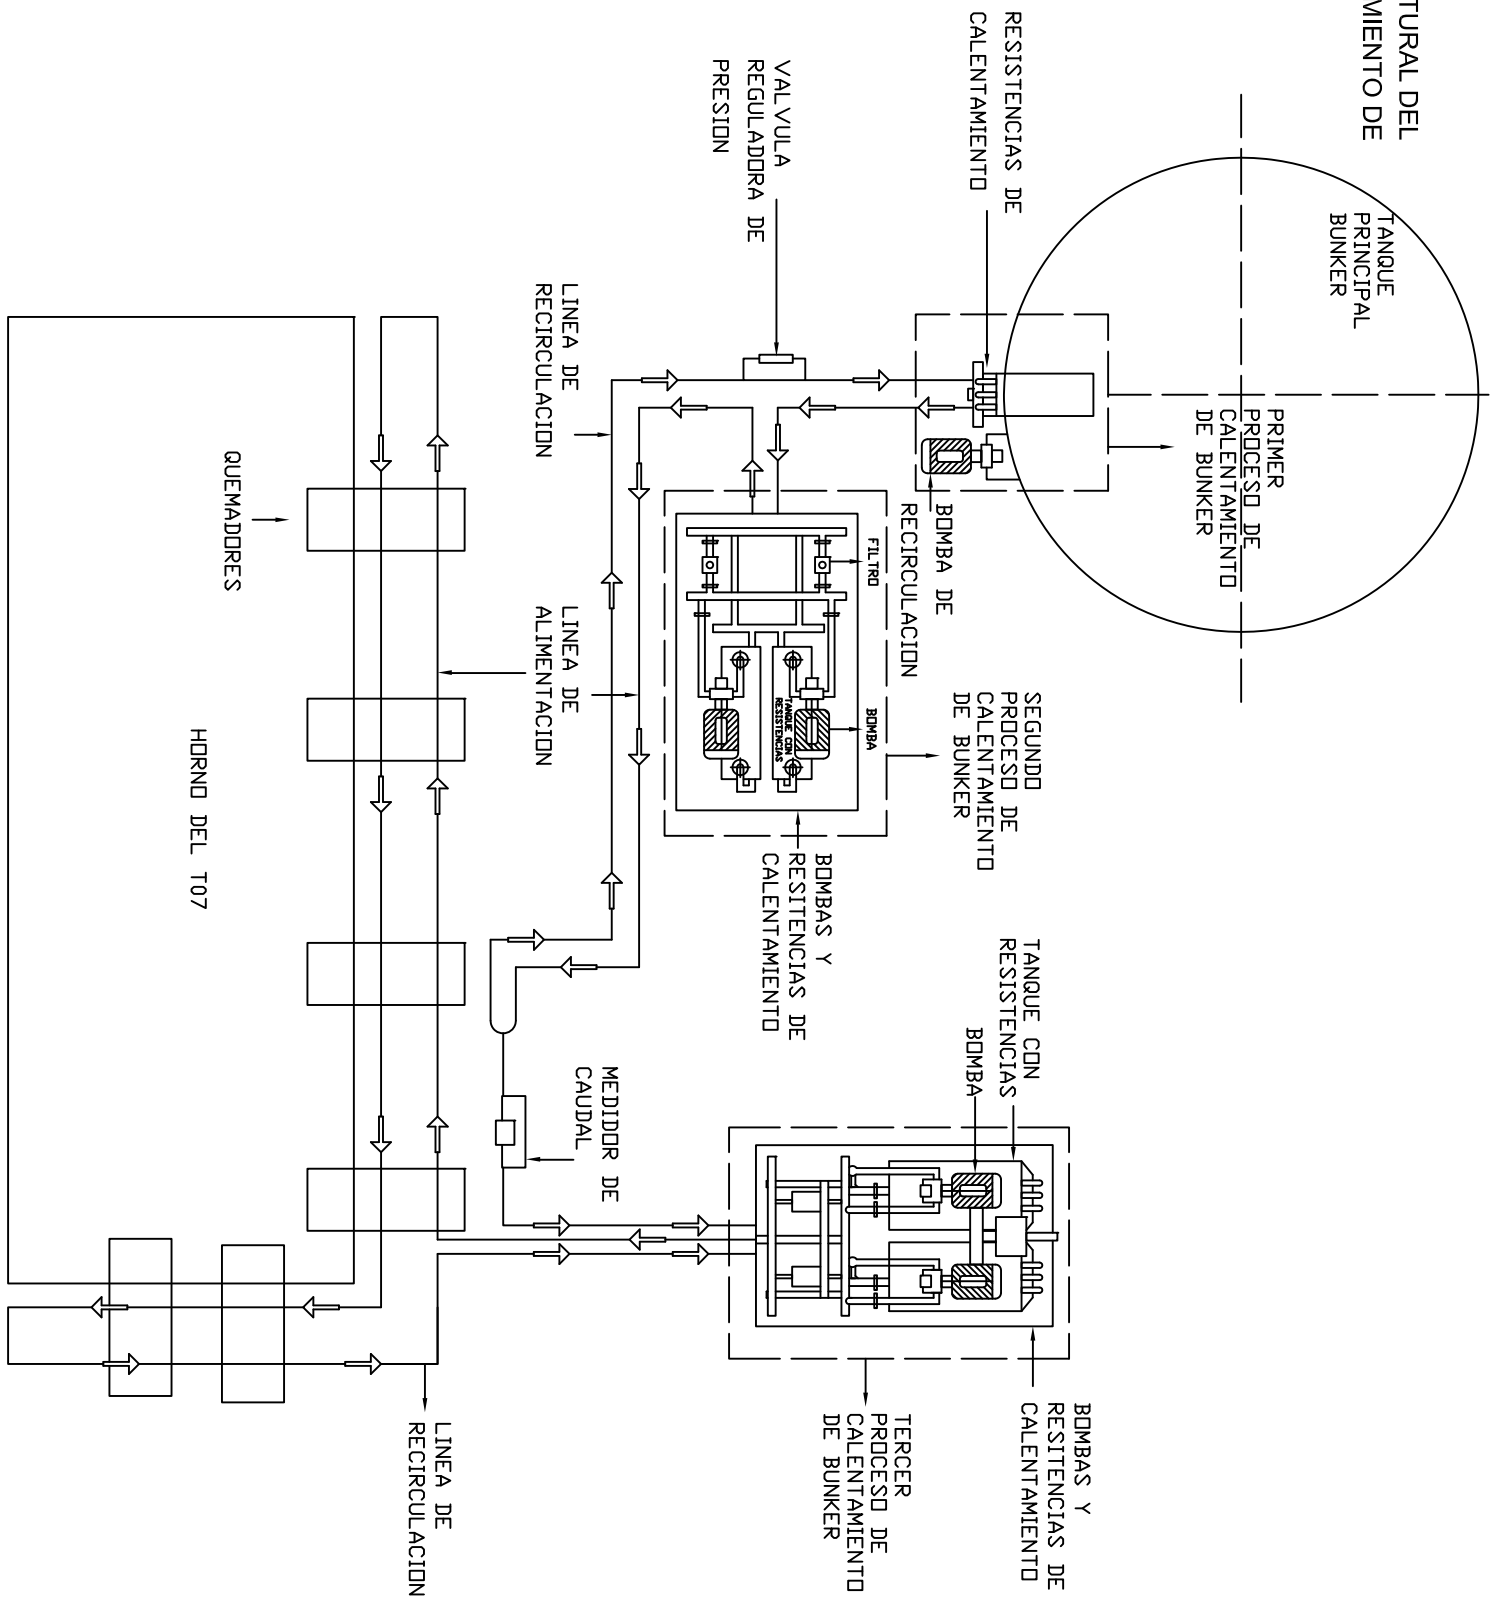 TURAL DEL
MIENTO DE
TANQUE
PRINCIPAL
BUNKER
RESISTENCIAS DE
CALENTAMIENTO
PRIMER
PROCESO DE
CALENTAMIENTO
DE BUNKER
VALVULA
REGULADORA DE
PRESION
BOMBA DE
RECIRCULACION
LINEA DE
RECIRCULACION
FILTRO
BOMBA
TANQUE CON
RESISTENCIAS
SEGUNDO
PROCESO DE
CALENTAMIENTO
DE BUNKER
QUEMADORES
LINEA DE
ALIMENTACION
BOMBAS Y
RESITENCIAS DE
CALENTAMIENTO
HORNO DEL T07
TANQUE CON
RESISTENCIAS
BOMBA
MEDIDOR DE
CAUDAL
BOMBAS Y
RESITENCIAS DE
CALENTAMIENTO
TERCER
PROCESO DE
CALENTAMIENTO
DE BUNKER
LINEA DE
RECIRCULACION